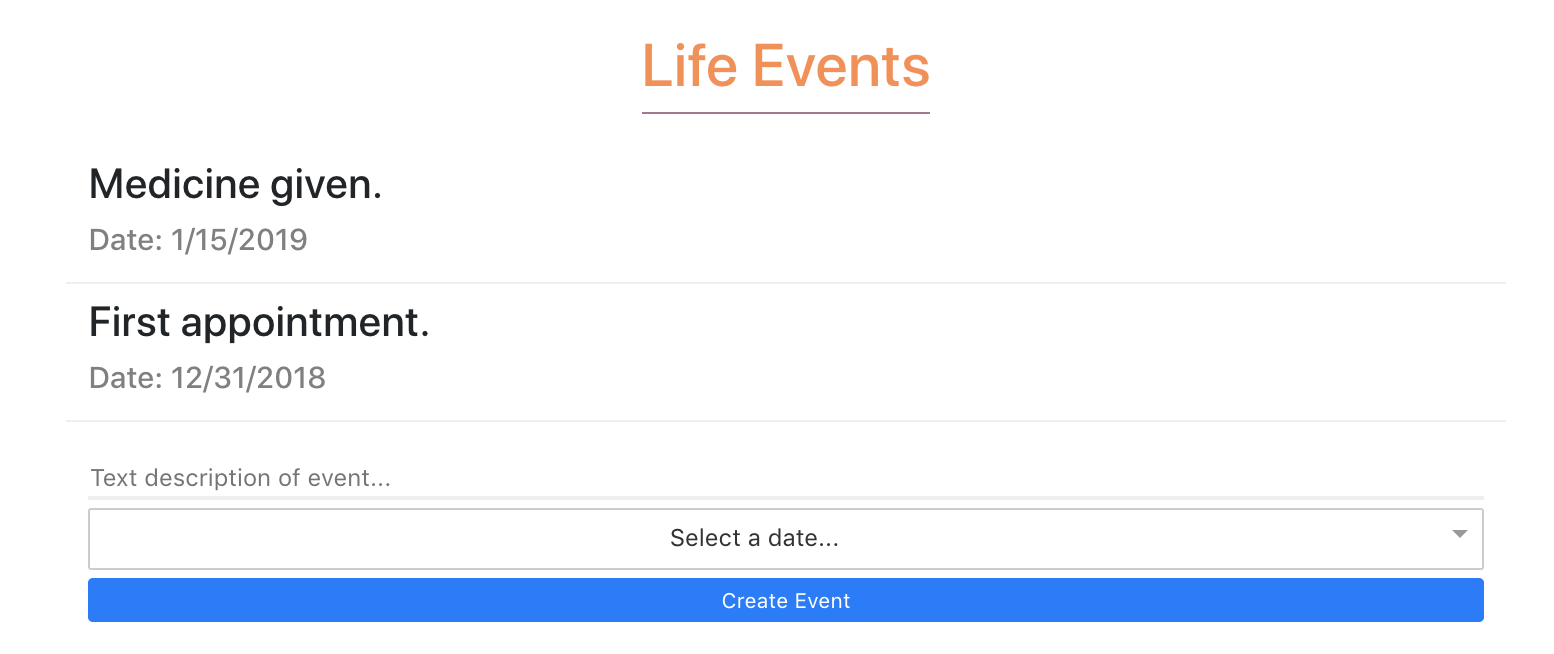 Life Events
Medicine given.
Date: 1/15/2019
First appointment.
Date: 12/31/2018
Text description of event...
Select a date...
Create Event